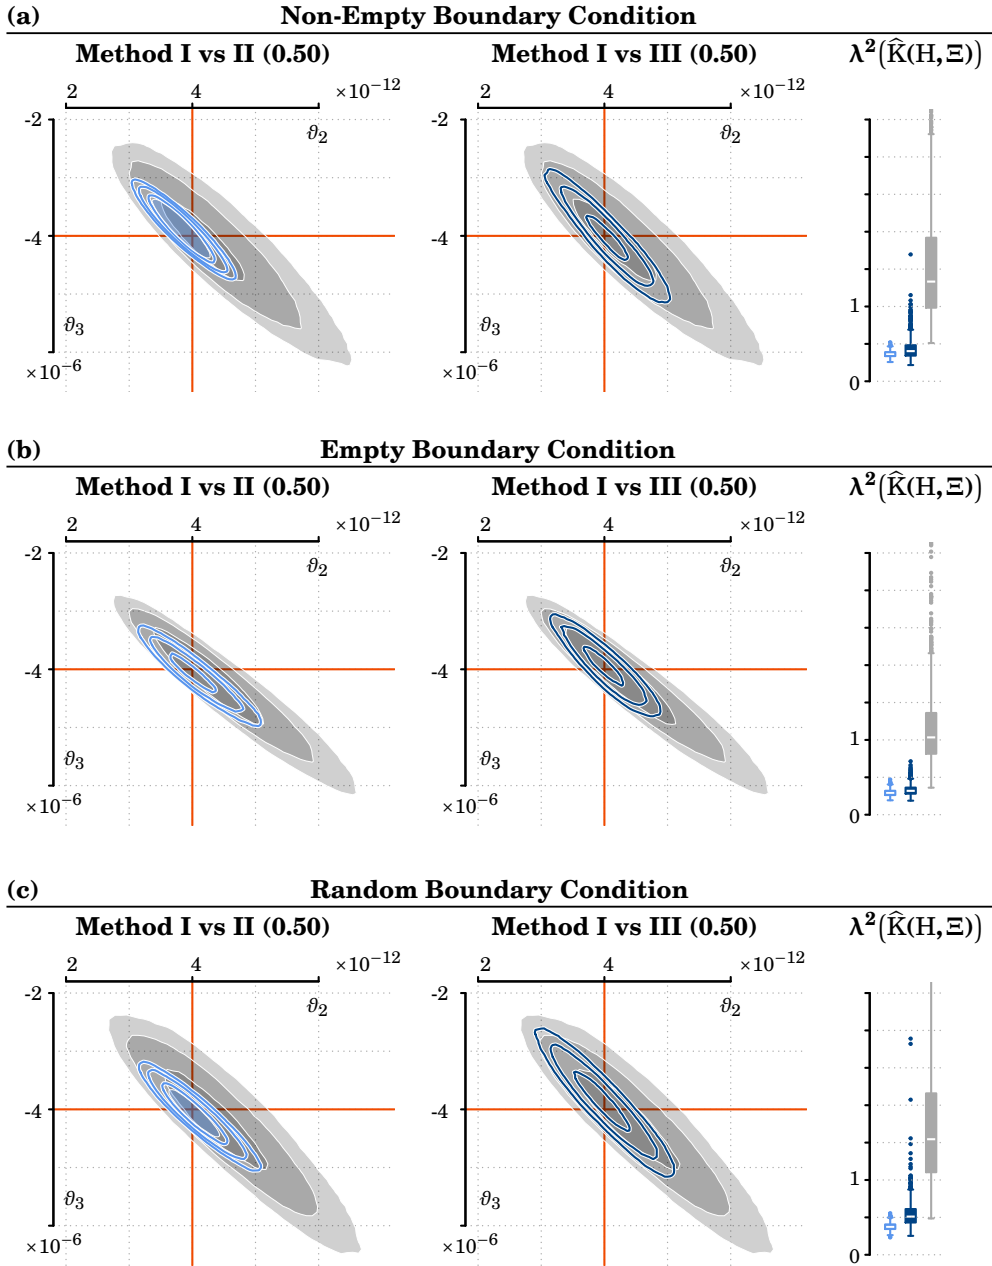 (a) Non-Empty Boundary Condition
Method I vs II (0.50) Method I vs III (0.50) λ²(K̂(H,Ξ))
2 4 ×10⁻¹² 2 4 ×10⁻¹²
-2 ϑ₂ -2 ϑ₂
-4 -4
1
ϑ₃ ϑ₃
×10⁻⁶ ×10⁻⁶ 0
(b) Empty Boundary Condition
Method I vs II (0.50) Method I vs III (0.50) λ²(K̂(H,Ξ))
2 4 ×10⁻¹² 2 4 ×10⁻¹²
-2 ϑ₂ -2 ϑ₂
-4 -4
1
ϑ₃ ϑ₃
×10⁻⁶ ×10⁻⁶ 0
(c) Random Boundary Condition
Method I vs II (0.50) Method I vs III (0.50) λ²(K̂(H,Ξ))
2 4 ×10⁻¹² 2 4 ×10⁻¹²
-2 ϑ₂ -2 ϑ₂
-4 -4
1
ϑ₃ ϑ₃
×10⁻⁶ ×10⁻⁶ 0